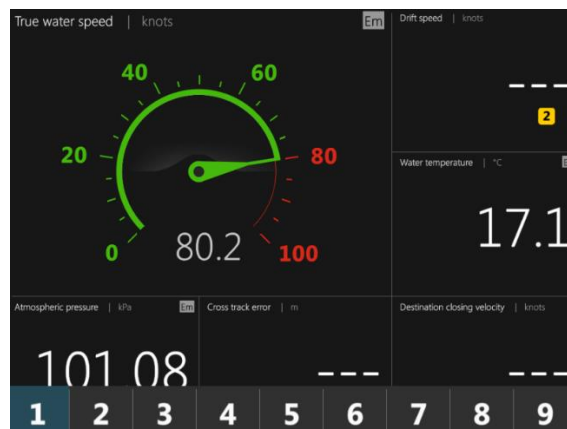 True water speed | knots Em
Drift speed | knots
40 60
---
2
20 80
Water temperature | °C
17.1
0 80.2 100
Atmospheric pressure | kPa Em
Cross track error | m
Destination closing velocity | knots
101.08
---
---
1 2 3 4 5 6 7 8 9